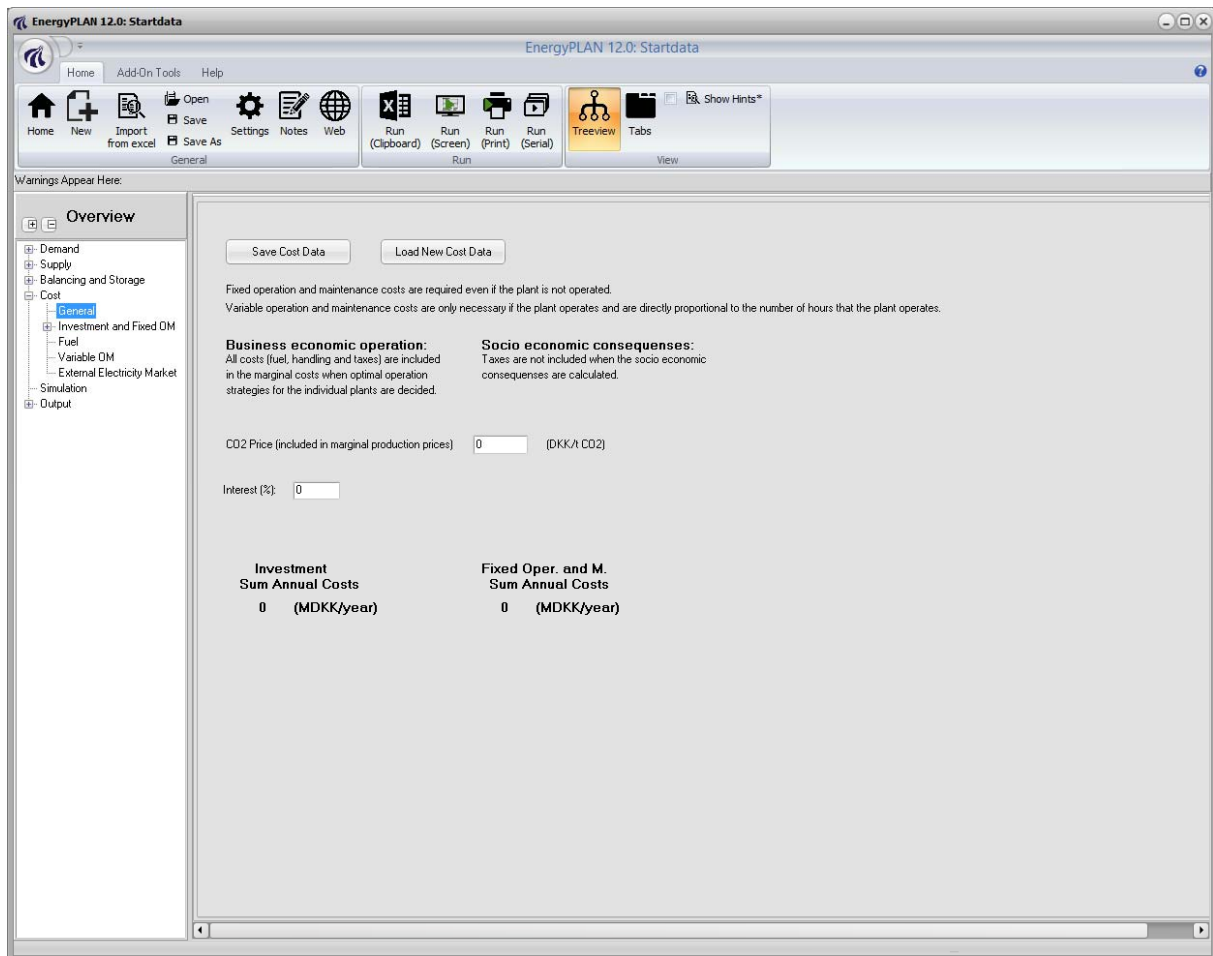 EnergyPLAN 12.0: Startdata
EnergyPLAN 12.0: Startdata
Home Add-On Tools Help
Home
New
Import
from excel
Open
Save
Save As
Settings
Notes
Web
General
Run
(Clipboard)
Run
(Screen)
Run
(Print)
Run
(Serial)
Run
Treeview
Tabs
Show Hints*
View
Warnings Appear Here:
Overview
Demand
Supply
Balancing and Storage
Cost
General
Investment and Fixed OM
Fuel
Variable OM
External Electricity Market
Simulation
Output
Save Cost Data
Load New Cost Data
Fixed operation and maintenance costs are required even if the plant is not operated.
Variable operation and maintenance costs are only necessary if the plant operates and are directly proportional to the number of hours that the plant operates.
Business economic operation:
All costs (fuel, handling and taxes) are included
in the marginal costs when optimal operation
strategies for the individual plants are decided.
Socio economic consequences:
Taxes are not included when the socio economic
consequenses are calculated.
CO2 Price (included in marginal production prices) 0 (DKK/t CO2)
Interest (%): 0
Investment
Sum Annual Costs
0 (MDKK/year)
Fixed Oper. and M.
Sum Annual Costs
0 (MDKK/year)